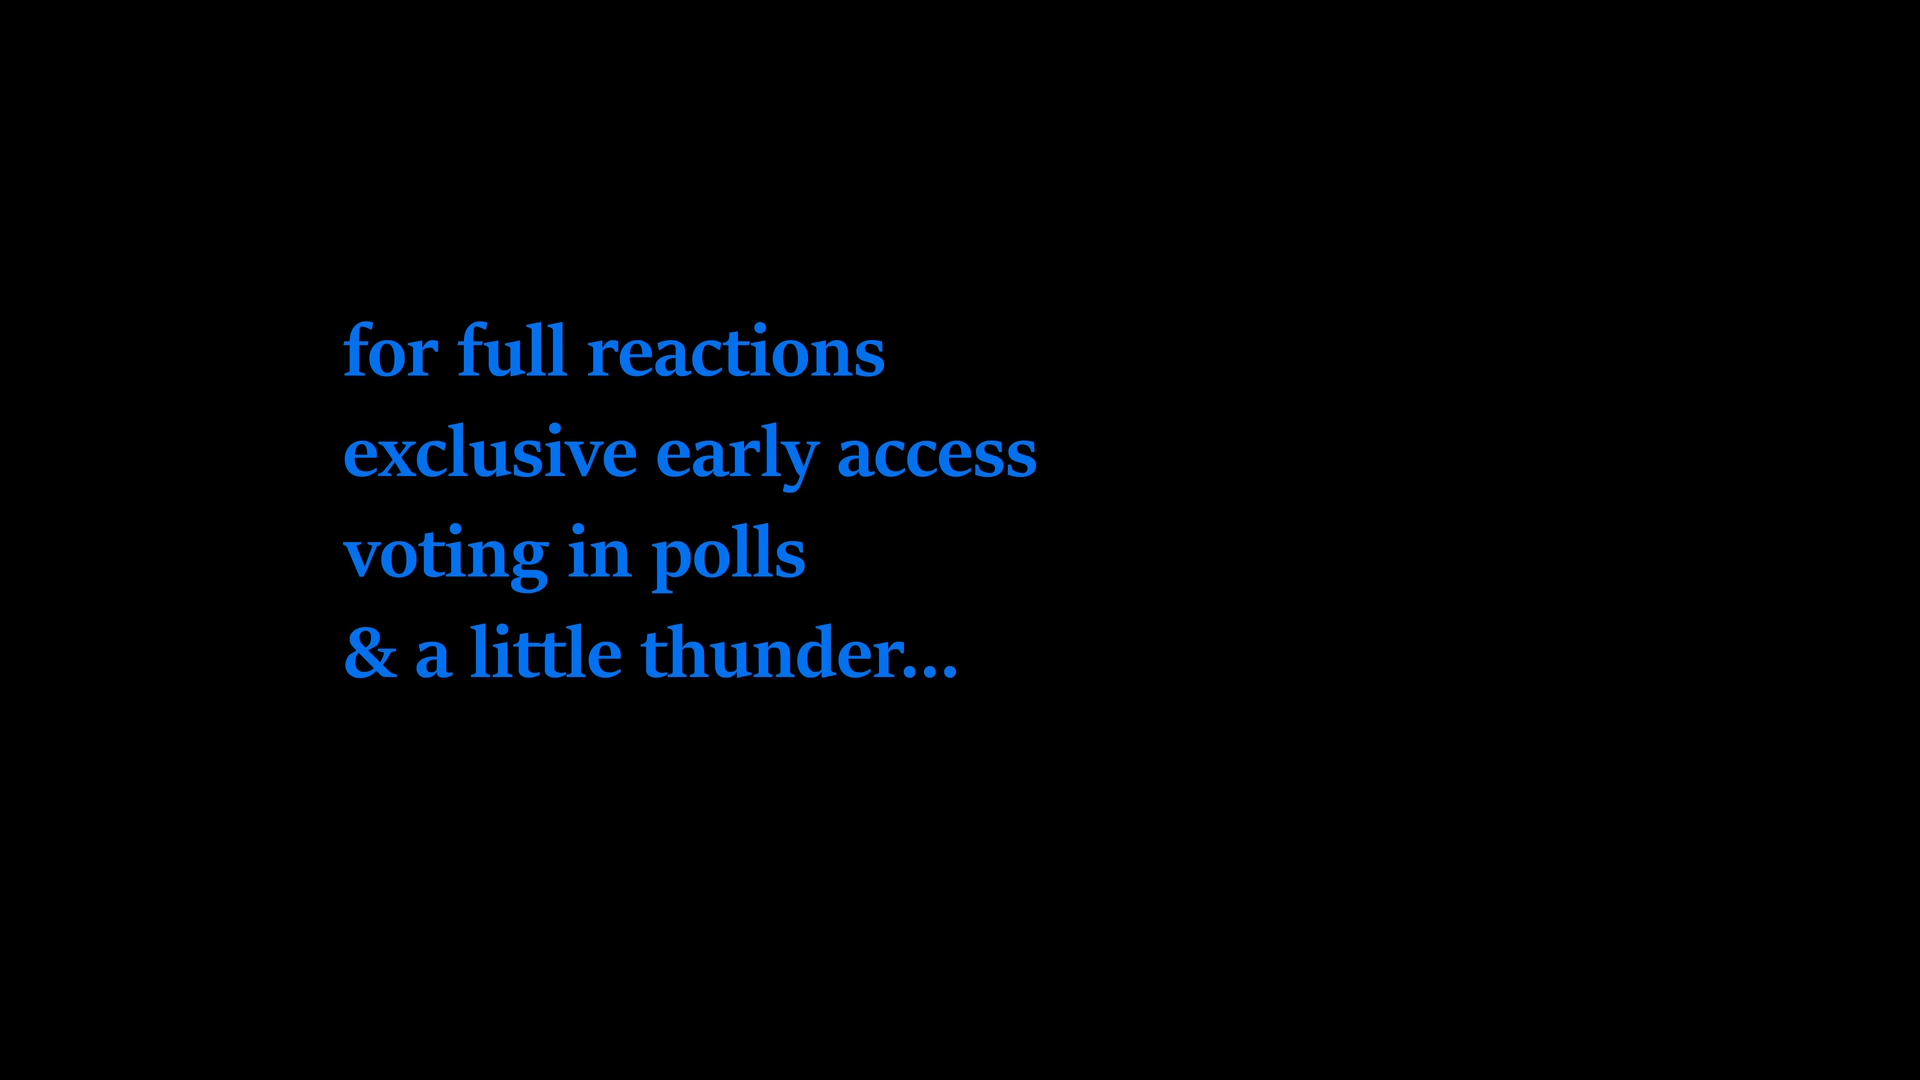 for full reactions
exclusive early access
voting in polls
& a little thunder...